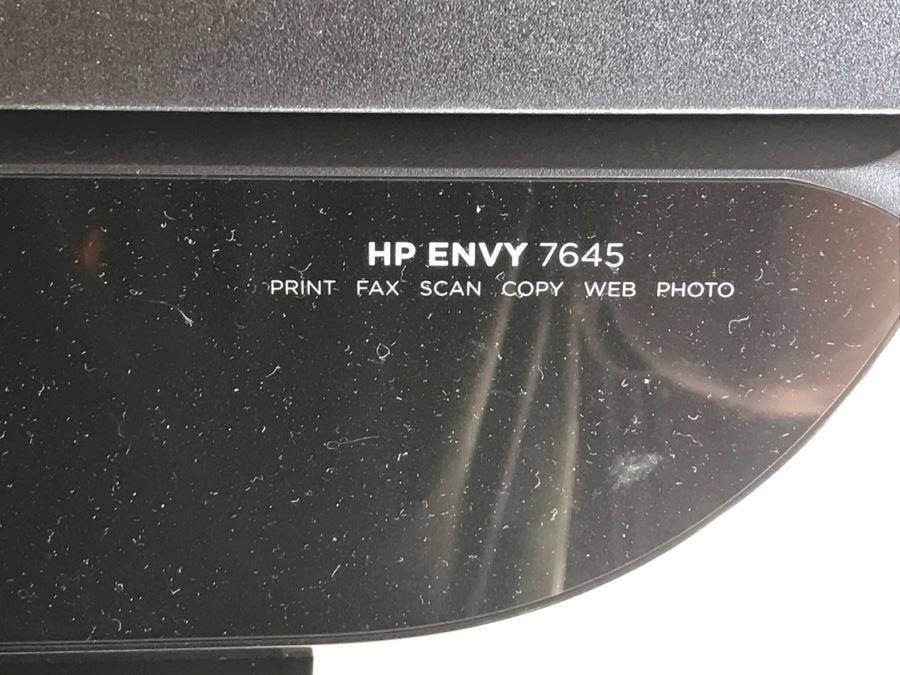 HP ENVY 7645
PRINT FAX SCAN COPY WEB PHOTO